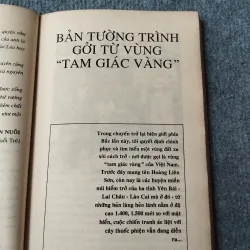 BẢN TƯỜNG TRÌNH
GỞI TỪ VÙNG
“TAM GIÁC VÀNG”
Trong chuyến trở lại biên giới phía
Bắc lần này, tôi quyết định chinh
phục và tìm hiểu một vùng đất xa
xôi cách trở - nơi được gọi là vùng
"tam giác vàng" của Việt Nam.
Trước đây mang tên Hoàng Liên
Sơn, còn nay là các huyện miền
núi hiểm trở của ba tỉnh Yên Bái -
Lai Châu - Lào Cai mà ở đó - từ
những bản làng hẻo lánh nằm ở độ
cao 1.400, 1.500 mét so với mặt
biển, cuộc chiến tranh ác liệt với
cây thuốc phiện vẫn đang diễn